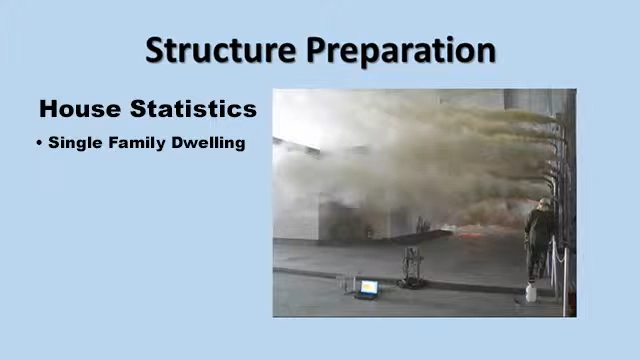 Structure Preparation
House Statistics
• Single Family Dwelling